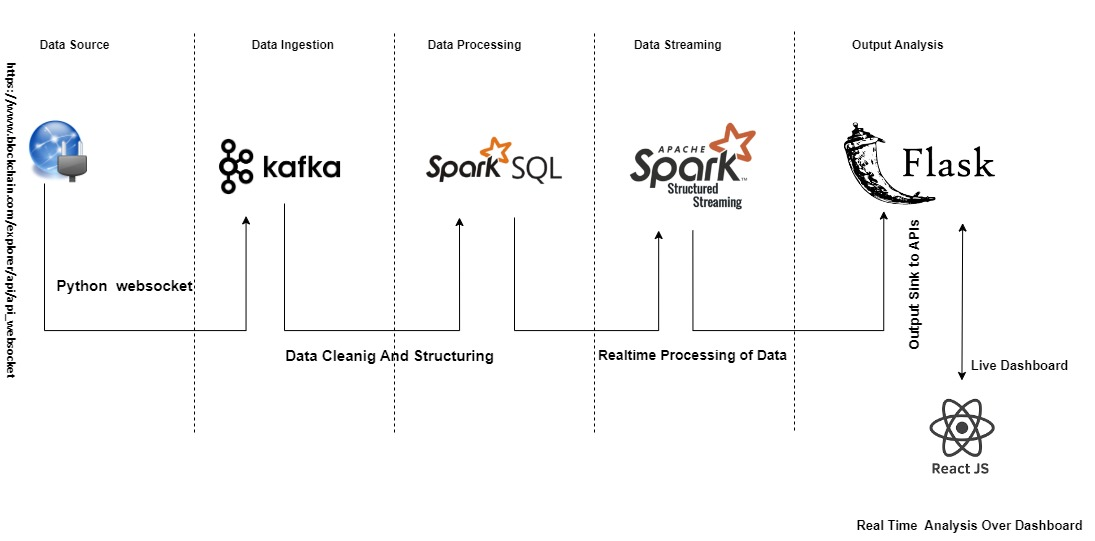 Data Source
Data Ingestion
Data Processing
Data Streaming
Output Analysis
https://www.blockchain.com/explorer/api/api_websocket
kafka
Spark SQL
APACHE
Spark™
Structured
Streaming
Flask
Python websocket
Data Cleanig And Structuring
Realtime Processing of Data
Output Sink to APIs
Live Dashboard
React JS
Real Time Analysis Over Dashboard